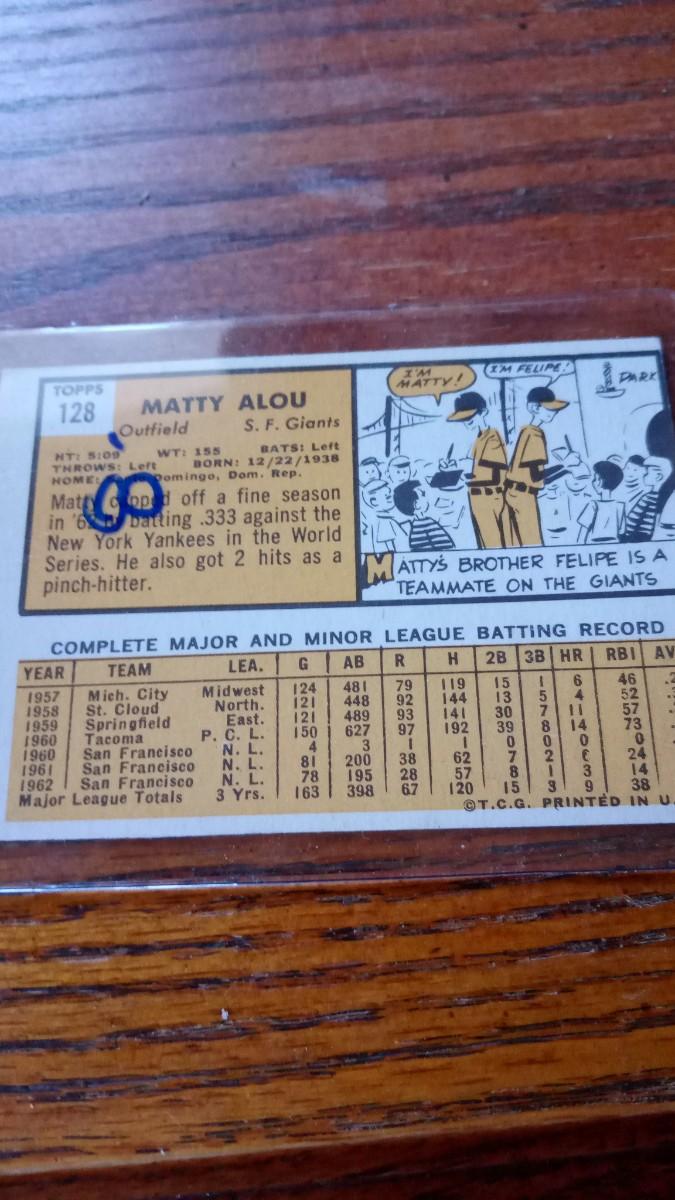 TOPPS
128
MATTY ALOU
Outfield S. F. Giants
HT: 5:09 WT: 155 BATS: Left
THROWS: Left BORN: 12/22/1938
HOME: Domingo, Dom. Rep.
Matty off a fine season
in batting .333 against the
New York Yankees in the World
Series. He also got 2 hits as a
pinch-hitter.
8
I'M MATTY!
I'M FELIPE!
PARK
MATTY'S BROTHER FELIPE IS A
TEAMMATE ON THE GIANTS
COMPLETE MAJOR AND MINOR LEAGUE BATTING RECORD
YEAR TEAM LEA. G AB R H 2B 3B HR RBI AV
1957 Mich. City Midwest 124 481 79 119 15 1 6 46
1958 St. Cloud North. 121 448 92 144 13 5 4 52
1959 Springfield East. 121 489 93 141 30 7 11 57
1960 Tacoma P. C. L. 150 627 97 192 39 8 14 73
1960 San Francisco N. L. 4 3 1 1 0 0 0 0
1961 San Francisco N. L. 81 200 38 62 7 2 6 24
1962 San Francisco N. L. 78 195 28 57 8 1 3 14
Major League Totals 3 Yrs. 163 398 67 120 15 3 9 38
©T.C.G. PRINTED IN U.